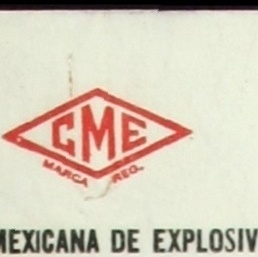 CME
MARCA REG.
MEXICANA DE EXPLOSIV